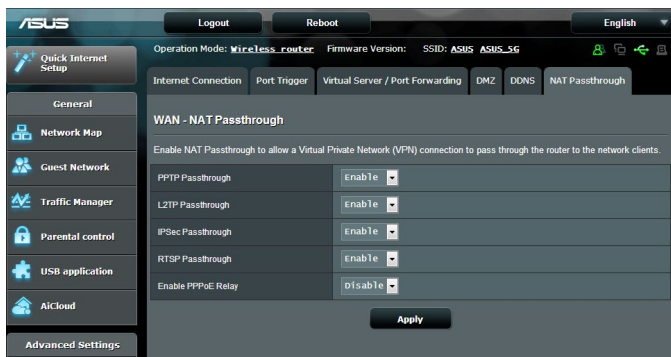 ASUS
Logout
Reboot
English
Quick Internet
Setup
Operation Mode: Wireless router Firmware Version: SSID: ASUS ASUS_5G
Internet Connection
Port Trigger
Virtual Server / Port Forwarding
DMZ
DDNS
NAT Passthrough
General
Network Map
Guest Network
Traffic Manager
Parental control
USB application
AiCloud
Advanced Settings
WAN - NAT Passthrough
Enable NAT Passthrough to allow a Virtual Private Network (VPN) connection to pass through the router to the network clients.
PPTP Passthrough Enable
L2TP Passthrough Enable
IPSec Passthrough Enable
RTSP Passthrough Enable
Enable PPPoE Relay Disable
Apply